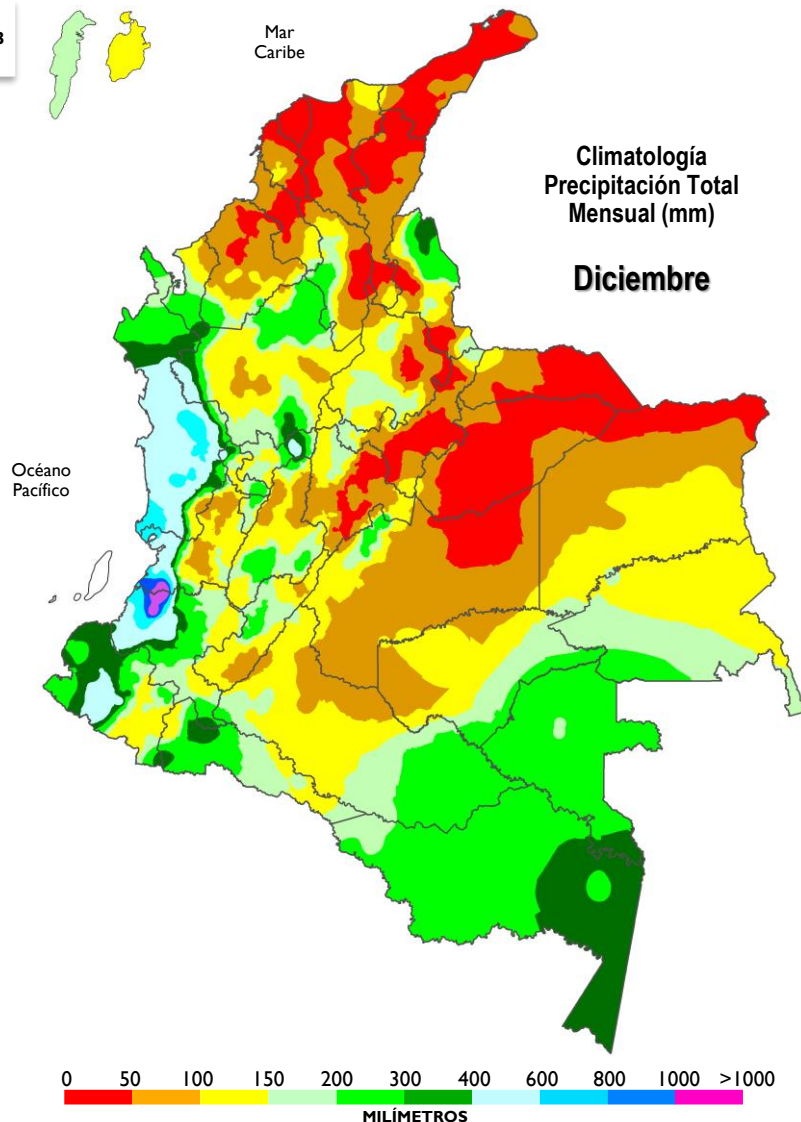 3
Mar
Caribe
Climatología
Precipitación Total
Mensual (mm)
Diciembre
Océano
Pacífico
0 50 100 150 200 300 400 600 800 1000 >1000
MILÍMETROS